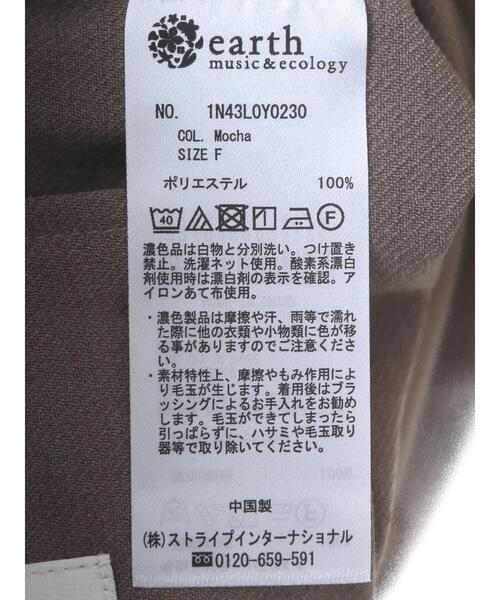 earth
music&ecology
NO. 1N43L0Y0230
COL. Mocha
SIZE F
ポリエステル 100%
40 F
濃色品は白物と分別洗い。つけ置き
禁止。洗濯ネット使用。酸素系漂白
剤使用時は漂白剤の表示を確認。ア
イロンあて布使用。
・濃色製品は摩擦や汗、雨等で濡れ
た際に他の衣類や小物類に色が移
る事がありますのでご注意くださ
い。
・素材特性上、摩擦やもみ作用によ
り毛玉が生じます。着用後はブラ
ッシングによるお手入れをお勧め
します。毛玉ができてしまったら
引っぱらずに、ハサミや毛玉取り
器等で取り除いてください。
中国製
(株)ストライプインターナショナル
0120-659-591